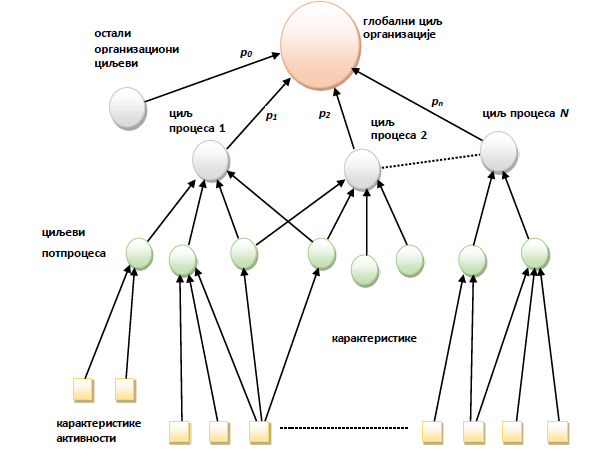 глобални циљ
организације
остали
организациони
циљеви
p0
циљ
процеса 1
p1
p2
циљ
процеса 2
pn
циљ процеса N
циљеви
потпроцеса
карактеристике
карактеристике
активности